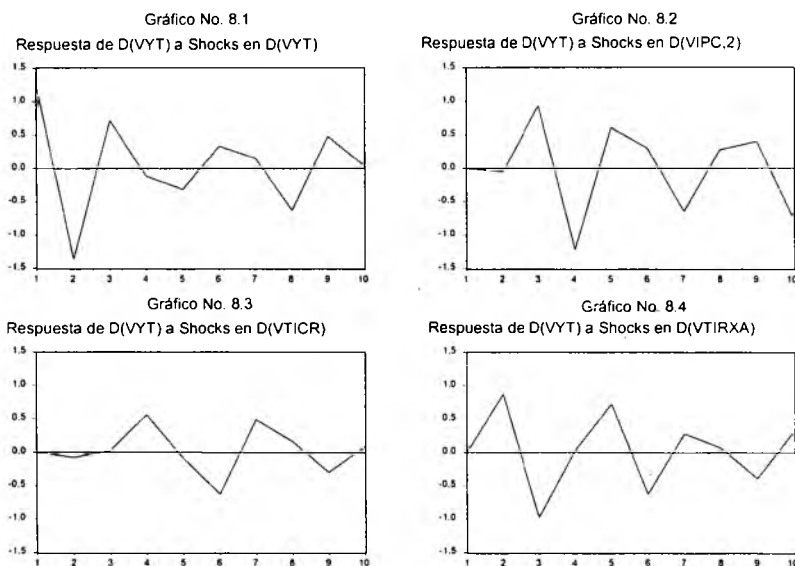 Gráfico No. 8.1
Respuesta de D(VYT) a Shocks en D(VYT)
1.5
1.0
0.5
0.0
-0.5
-1.0
-1.5
1 2 3 4 5 6 7 8 9 10
Gráfico No. 8.2
Respuesta de D(VYT) a Shocks en D(VIPC,2)
1.5
1.0
0.5
0.0
-0.5
-1.0
-1.5
1 2 3 4 5 6 7 8 9 10
Gráfico No. 8.3
Respuesta de D(VYT) a Shocks en D(VTICR)
1.5
1.0
0.5
0.0
-0.5
-1.0
-1.5
1 2 3 4 5 6 7 8 9 10
Gráfico No. 8.4
Respuesta de D(VYT) a Shocks en D(VTIRXA)
1.5
1.0
0.5
0.0
-0.5
-1.0
-1.5
1 2 3 4 5 6 7 8 9 10